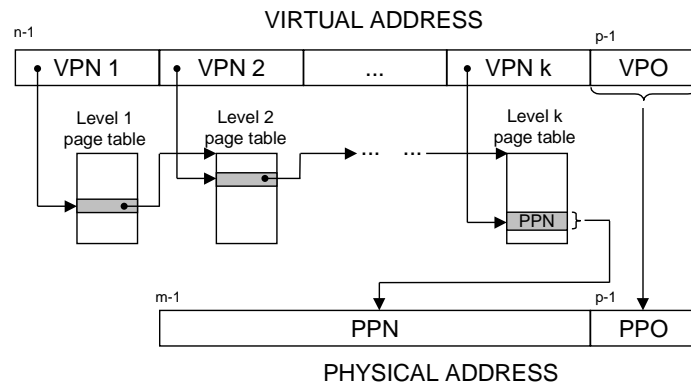 VIRTUAL ADDRESS
n-1 p-1
VPN 1 VPN 2 ... VPN k VPO
Level 1 page table
Level 2 page table
Level k page table
... ...
PPN
m-1 p-1
PPN PPO
PHYSICAL ADDRESS